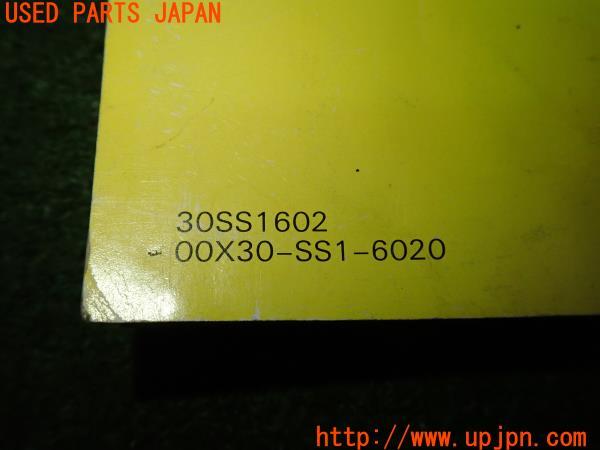 USED PARTS JAPAN
30SS1602
00X30-SS1-6020
http://www.upjpn.com